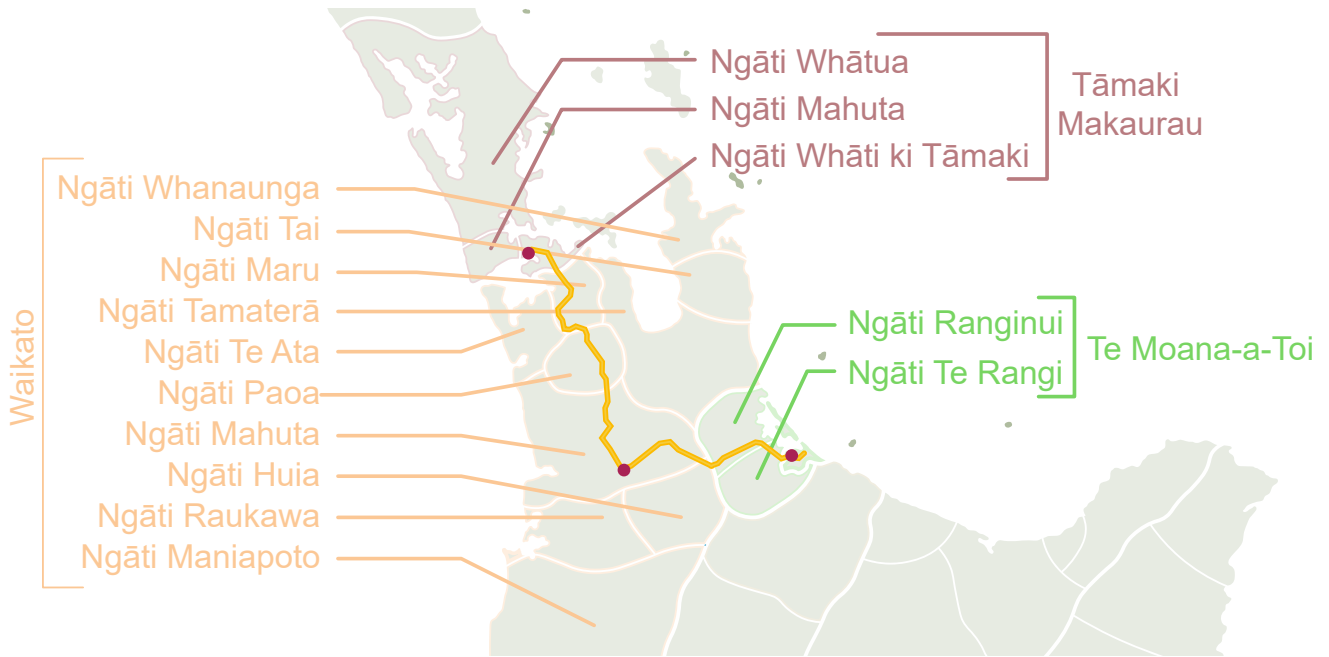 Ngāti Whātua
Ngāti Mahuta
Ngāti Whāti ki Tāmaki
Tāmaki
Makaurau
Waikato
Ngāti Whanaunga
Ngāti Tai
Ngāti Maru
Ngāti Tamaterā
Ngāti Te Ata
Ngāti Paoa
Ngāti Mahuta
Ngāti Huia
Ngāti Raukawa
Ngāti Maniapoto
Ngāti Ranginui
Ngāti Te Rangi
Te Moana-a-Toi